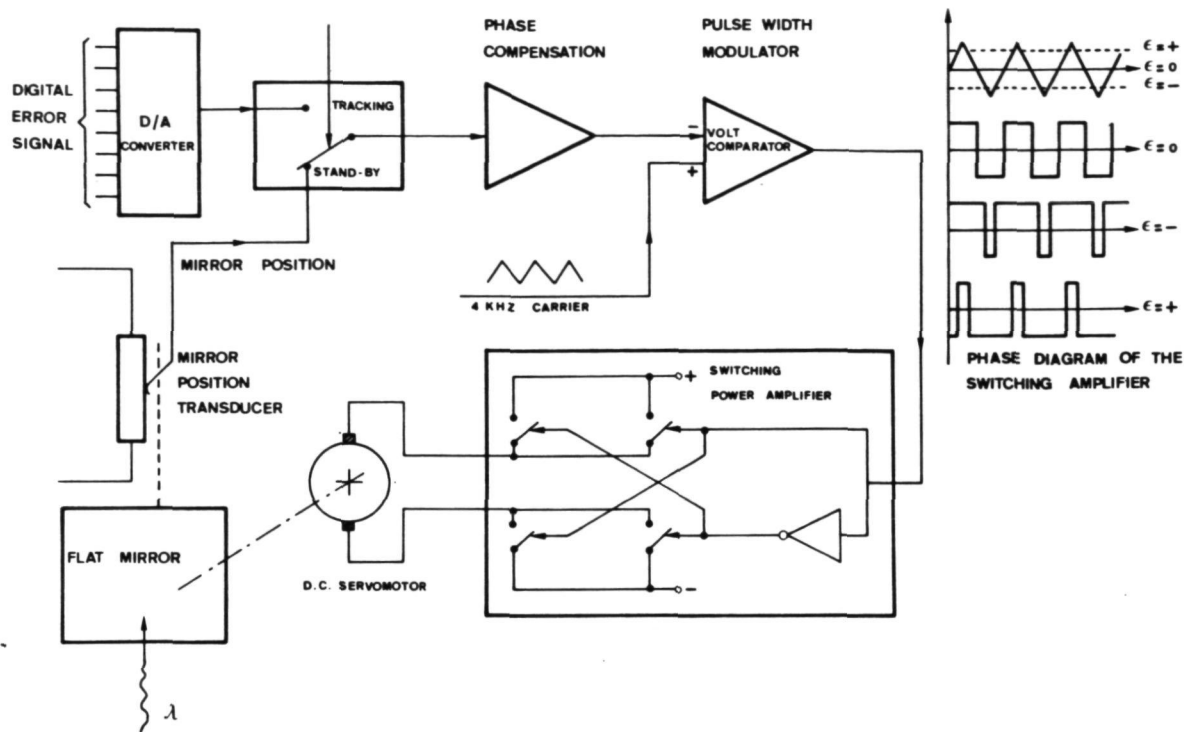 PHASE
COMPENSATION
PULSE WIDTH
MODULATOR
DIGITAL
ERROR
SIGNAL
D/A
CONVERTER
TRACKING
STAND-BY
MIRROR POSITION
−
VOLT
COMPARATOR
+
4 KHZ CARRIER
ϵ=+
ϵ=0
ϵ=−
ϵ=0
ϵ=−
ϵ=+
PHASE DIAGRAM OF THE
SWITCHING AMPLIFIER
MIRROR
POSITION
TRANSDUCER
+ SWITCHING
POWER AMPLIFIER
−
FLAT MIRROR
D.C. SERVOMOTOR
λ